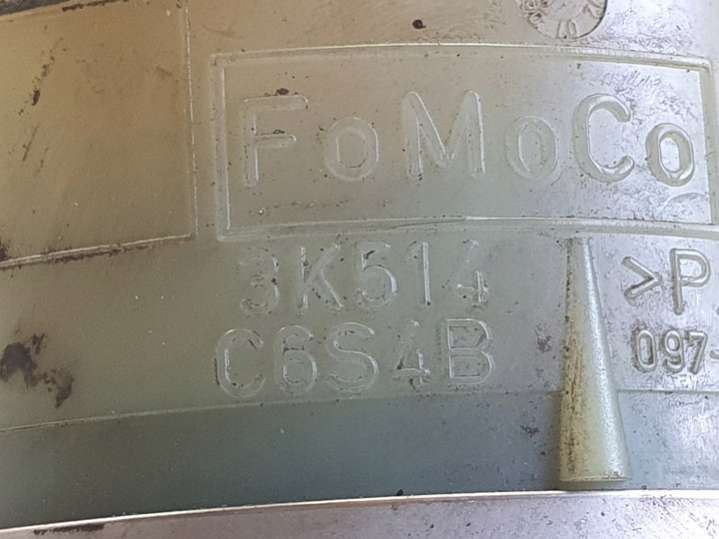 FoMoCo
3K514
C6S4B
>P
097-